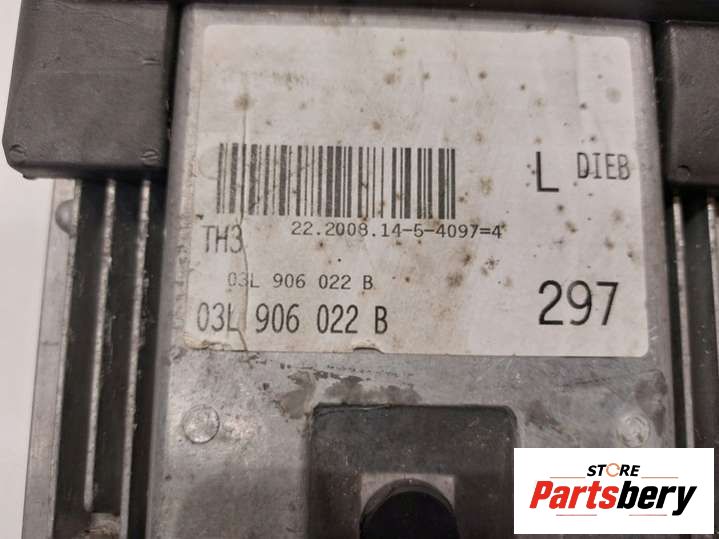 L DIEB
TH3 22.2008.14-5-4097=4
03L 906 022 B
03L 906 022 B 297
STORE
Partsbery